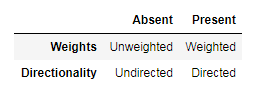 Absent Present
Weights Unweighted Weighted
Directionality Undirected Directed